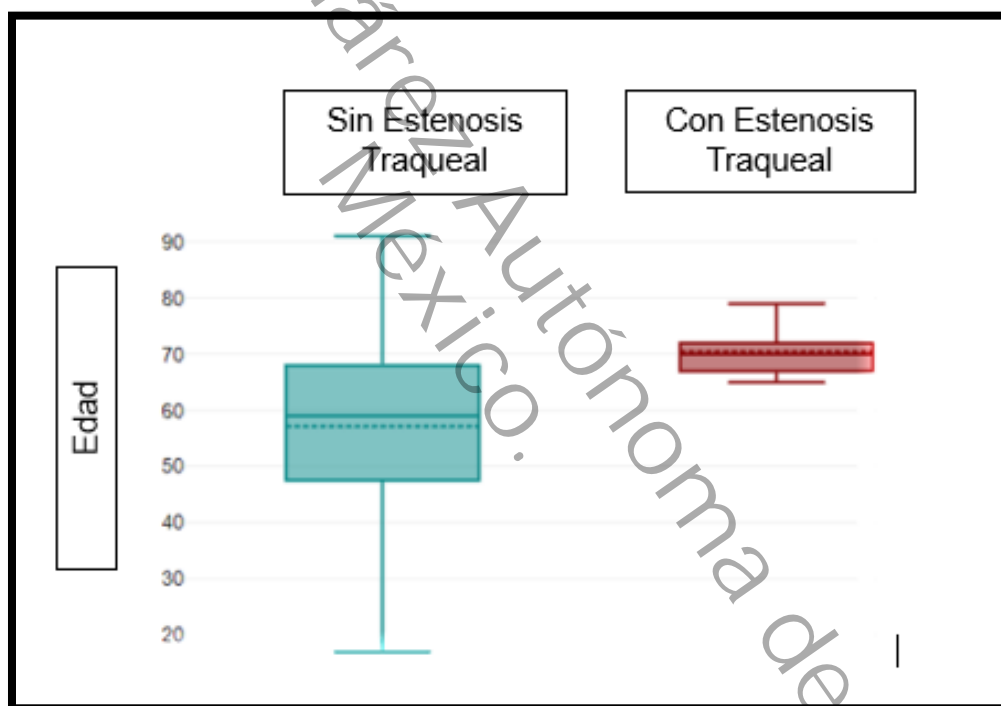 Sin Estenosis
Traqueal
Con Estenosis
Traqueal
Edad
90
80
70
60
50
40
30
20
Autónoma de
México.